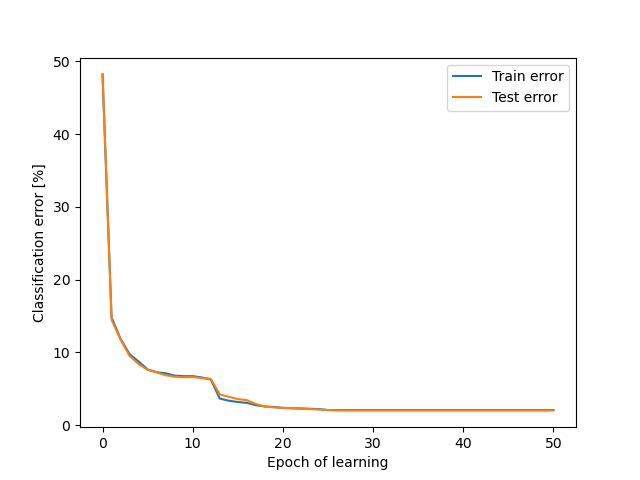 Train error
Test error
Classification error [%]
50
40
30
20
10
0
0 10 20 30 40 50
Epoch of learning